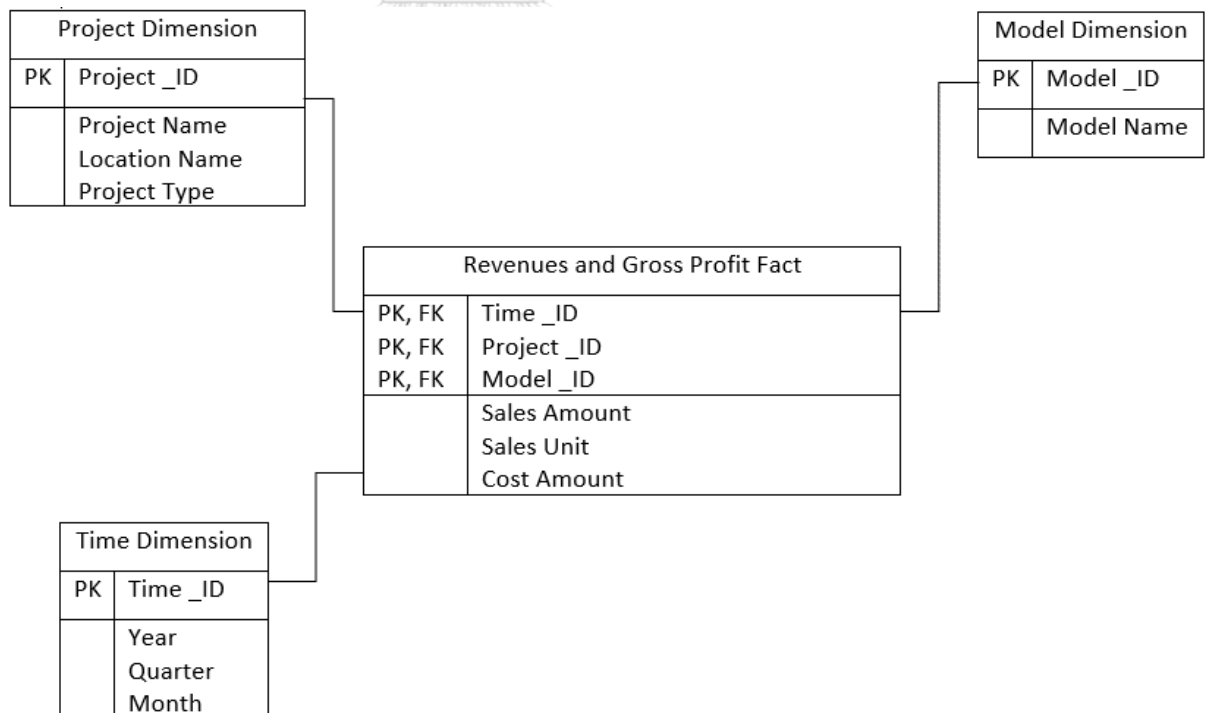 Project Dimension
PK Project _ID
Project Name
Location Name
Project Type
Model Dimension
PK Model _ID
Model Name
Revenues and Gross Profit Fact
PK, FK Time _ID
PK, FK Project _ID
PK, FK Model _ID
Sales Amount
Sales Unit
Cost Amount
Time Dimension
PK Time _ID
Year
Quarter
Month